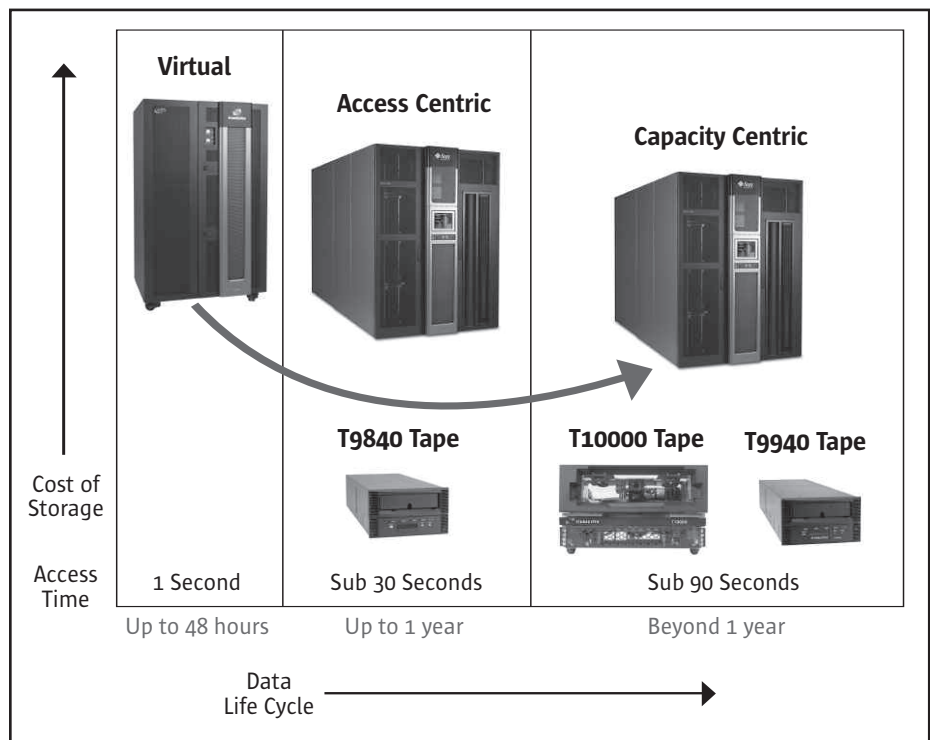 Virtual
Access Centric
Capacity Centric
T9840 Tape
T10000 Tape
T9940 Tape
Cost of
Storage
Access
Time
1 Second
Sub 30 Seconds
Sub 90 Seconds
Up to 48 hours
Up to 1 year
Beyond 1 year
Data
Life Cycle